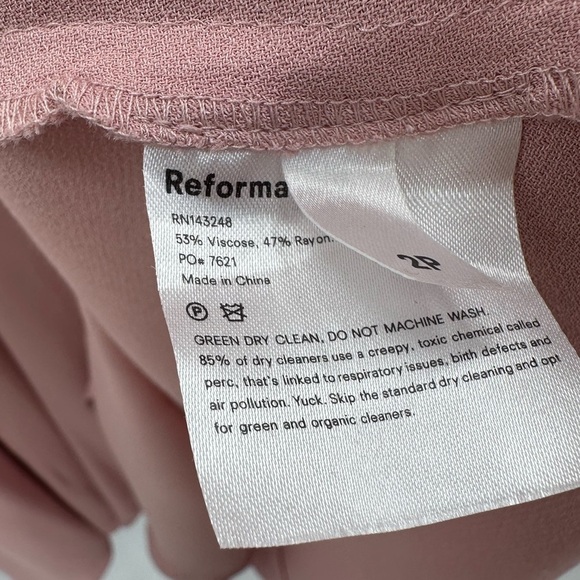 Reforma
RN143248
53% Viscose, 47% Rayon.
PO# 7621
Made in China
2P
P
GREEN DRY CLEAN, DO NOT MACHINE WASH.
85% of dry cleaners use a creepy, toxic chemical called
perc, that's linked to respiratory issues, birth defects and
air pollution. Yuck. Skip the standard dry cleaning and opt
for green and organic cleaners.